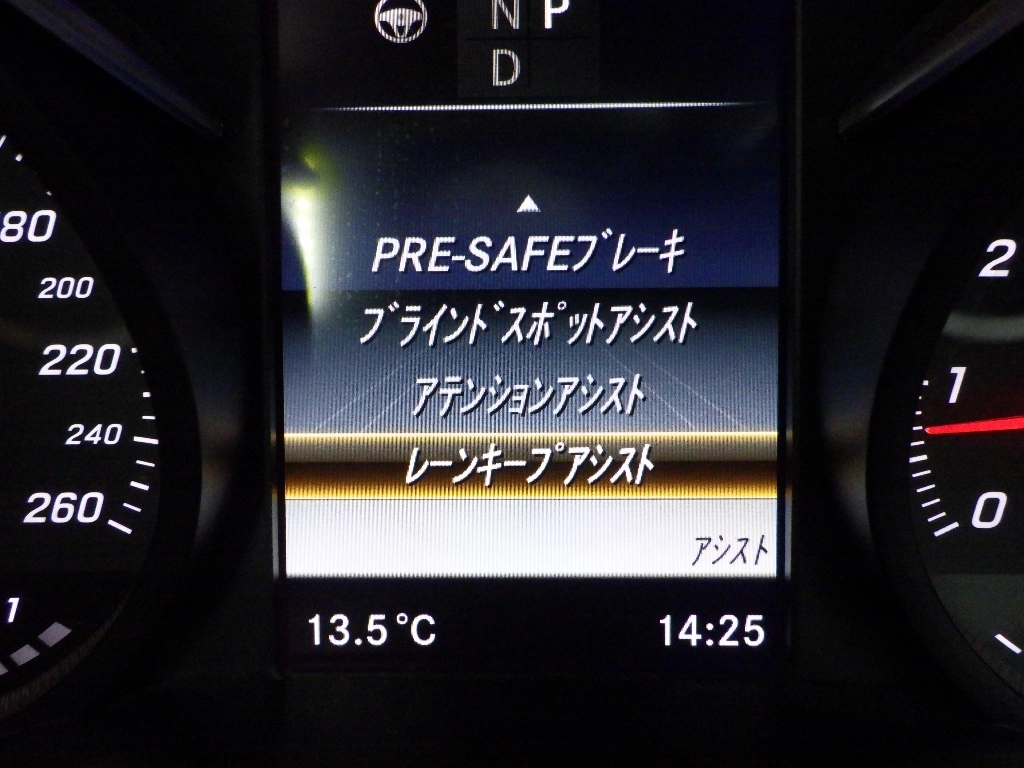 N P
D
PRE-SAFEブレーキ
ブラインドスポットアシスト
アテンションアシスト
レーンキープアシスト
アシスト
13.5℃
14:25
80
200
220
240
260
1
2
1
0